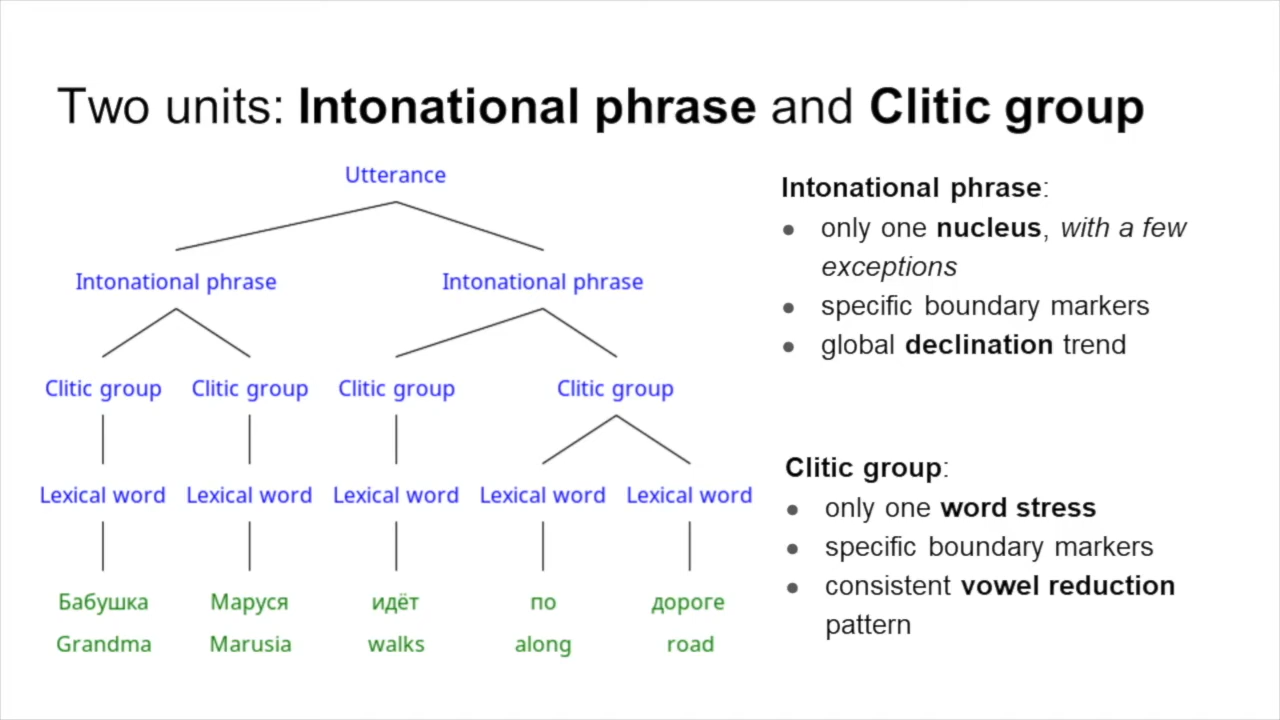 Two units: Intonational phrase and Clitic group
Utterance
Intonational phrase Intonational phrase
Clitic group Clitic group Clitic group Clitic group
Lexical word Lexical word Lexical word Lexical word Lexical word
Бабушка Маруся идёт по дороге
Grandma Marusia walks along road
Intonational phrase:
● only one nucleus, with a few
exceptions
● specific boundary markers
● global declination trend
Clitic group:
● only one word stress
● specific boundary markers
● consistent vowel reduction
pattern